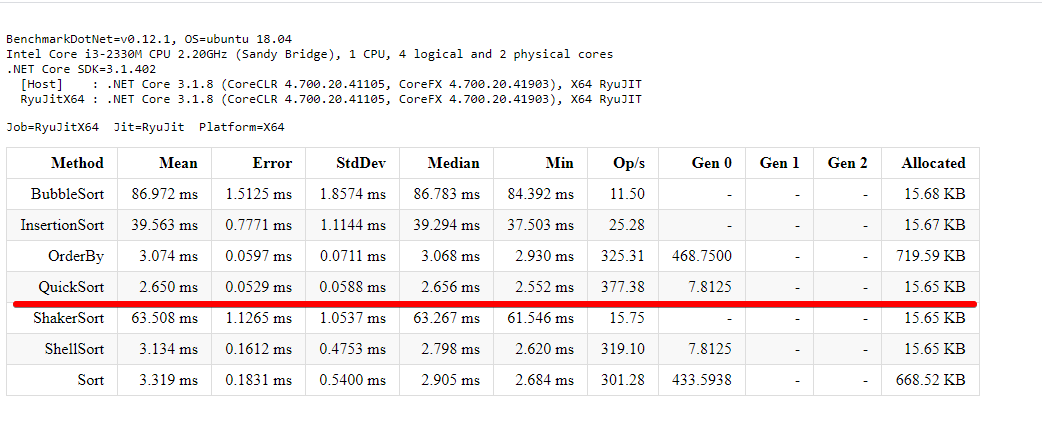 BenchmarkDotNet=v0.12.1, OS=ubuntu 18.04
Intel Core i3-2330M CPU 2.20GHz (Sandy Bridge), 1 CPU, 4 logical and 2 physical cores
.NET Core SDK=3.1.402
[Host]     : .NET Core 3.1.8 (CoreCLR 4.700.20.41105, CoreFX 4.700.20.41903), X64 RyuJIT
RyuJitX64 : .NET Core 3.1.8 (CoreCLR 4.700.20.41105, CoreFX 4.700.20.41903), X64 RyuJIT
Job=RyuJitX64  Jit=RyuJit  Platform=X64
Method Mean Error StdDev Median Min Op/s Gen 0 Gen 1 Gen 2 Allocated
BubbleSort 86.972 ms 1.5125 ms 1.8574 ms 86.783 ms 84.392 ms 11.50 - - - 15.68 KB
InsertionSort 39.563 ms 0.7771 ms 1.1144 ms 39.294 ms 37.503 ms 25.28 - - - 15.67 KB
OrderBy 3.074 ms 0.0597 ms 0.0711 ms 3.068 ms 2.930 ms 325.31 468.7500 - - 719.59 KB
QuickSort 2.650 ms 0.0529 ms 0.0588 ms 2.656 ms 2.552 ms 377.38 7.8125 - - 15.65 KB
ShakerSort 63.508 ms 1.1265 ms 1.0537 ms 63.267 ms 61.546 ms 15.75 - - - 15.65 KB
ShellSort 3.134 ms 0.1612 ms 0.4753 ms 2.798 ms 2.620 ms 319.10 7.8125 - - 15.65 KB
Sort 3.319 ms 0.1831 ms 0.5400 ms 2.905 ms 2.684 ms 301.28 433.5938 - - 668.52 KB